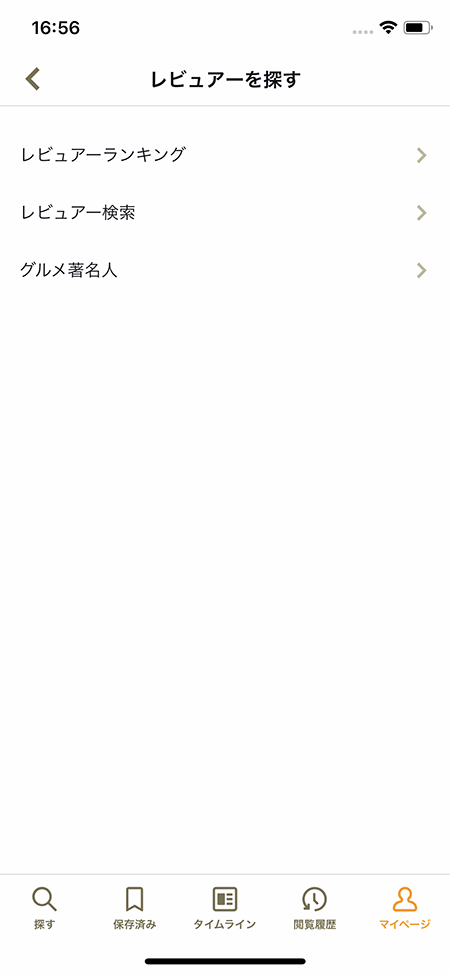 16:56
レビュアーを探す
レビュアーランキング
レビュアー検索
グルメ著名人
探す
保存済み
タイムライン
閲覧履歴
マイページ